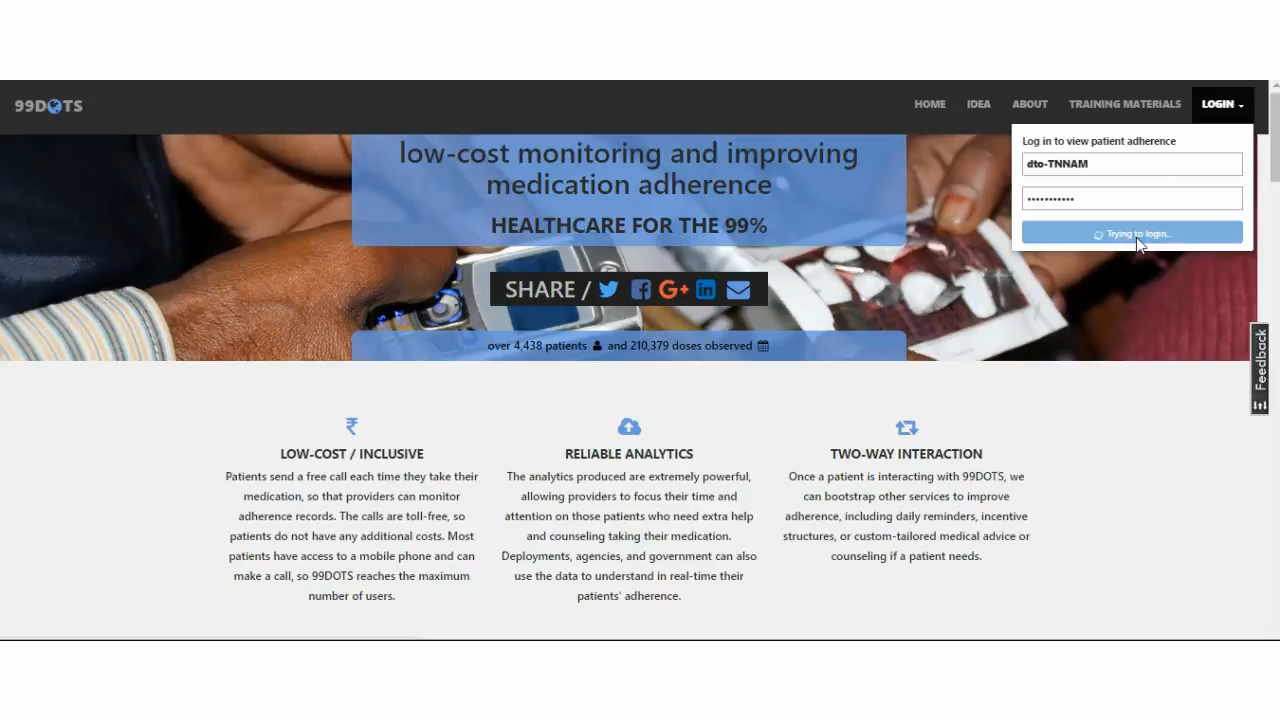 99DOTS
HOME IDEA ABOUT TRAINING MATERIALS LOGIN
Log in to view patient adherence
dto-TNNAM
•••••••••••
Trying to login...
low-cost monitoring and improving
medication adherence
HEALTHCARE FOR THE 99%
SHARE /
over 4,438 patients and 210,379 doses observed
Feedback
LOW-COST / INCLUSIVE
Patients send a free call each time they take their
medication, so that providers can monitor
adherence records. The calls are toll-free, so
patients do not have any additional costs. Most
patients have access to a mobile phone and can
make a call, so 99DOTS reaches the maximum
number of users.
RELIABLE ANALYTICS
The analytics produced are extremely powerful,
allowing providers to focus their time and
attention on those patients who need extra help
and counseling taking their medication.
Deployments, agencies, and government can also
use the data to understand in real-time their
patients' adherence.
TWO-WAY INTERACTION
Once a patient is interacting with 99DOTS, we
can bootstrap other services to improve
adherence, including daily reminders, incentive
structures, or custom-tailored medical advice or
counseling if a patient needs.